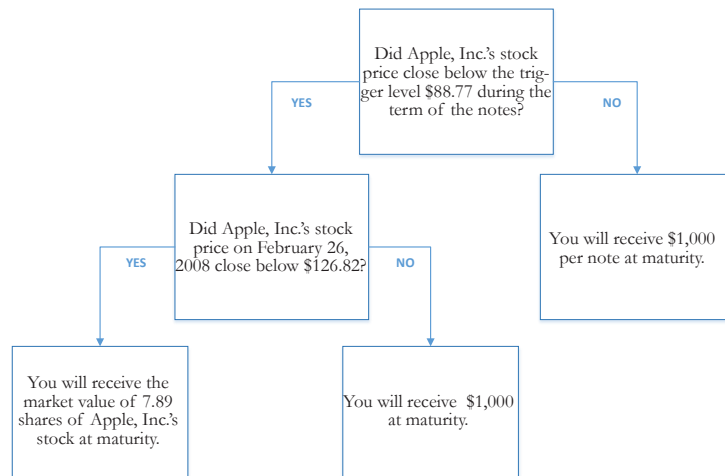 Did Apple, Inc.'s stock
price close below the trig-
ger level $88.77 during the
term of the notes?
YES
NO
Did Apple, Inc.'s stock
price on February 26,
2008 close below $126.82?
You will receive $1,000
per note at maturity.
YES
NO
You will receive the
market value of 7.89
shares of Apple, Inc.'s
stock at maturity.
You will receive $1,000
at maturity.